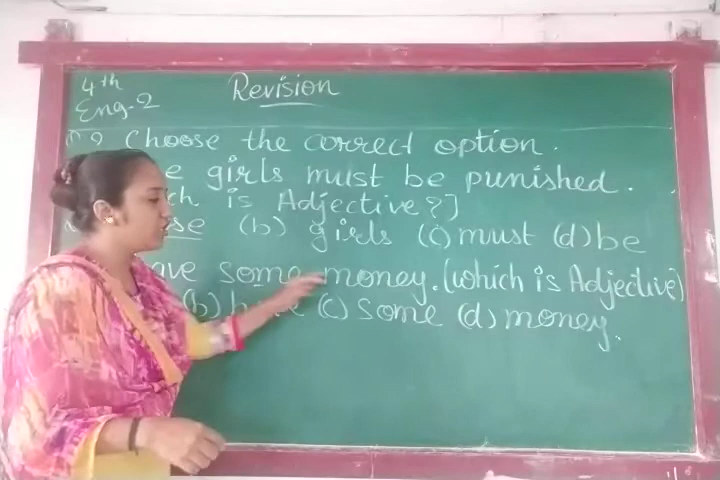 4th
Eng-2
Revision
Q.2 Choose the correct option.
girls must be punished.
is Adjective?]
(b) girls (c) must (d) be
some money. (which is Adjective)
(b) (c) some (d) money.